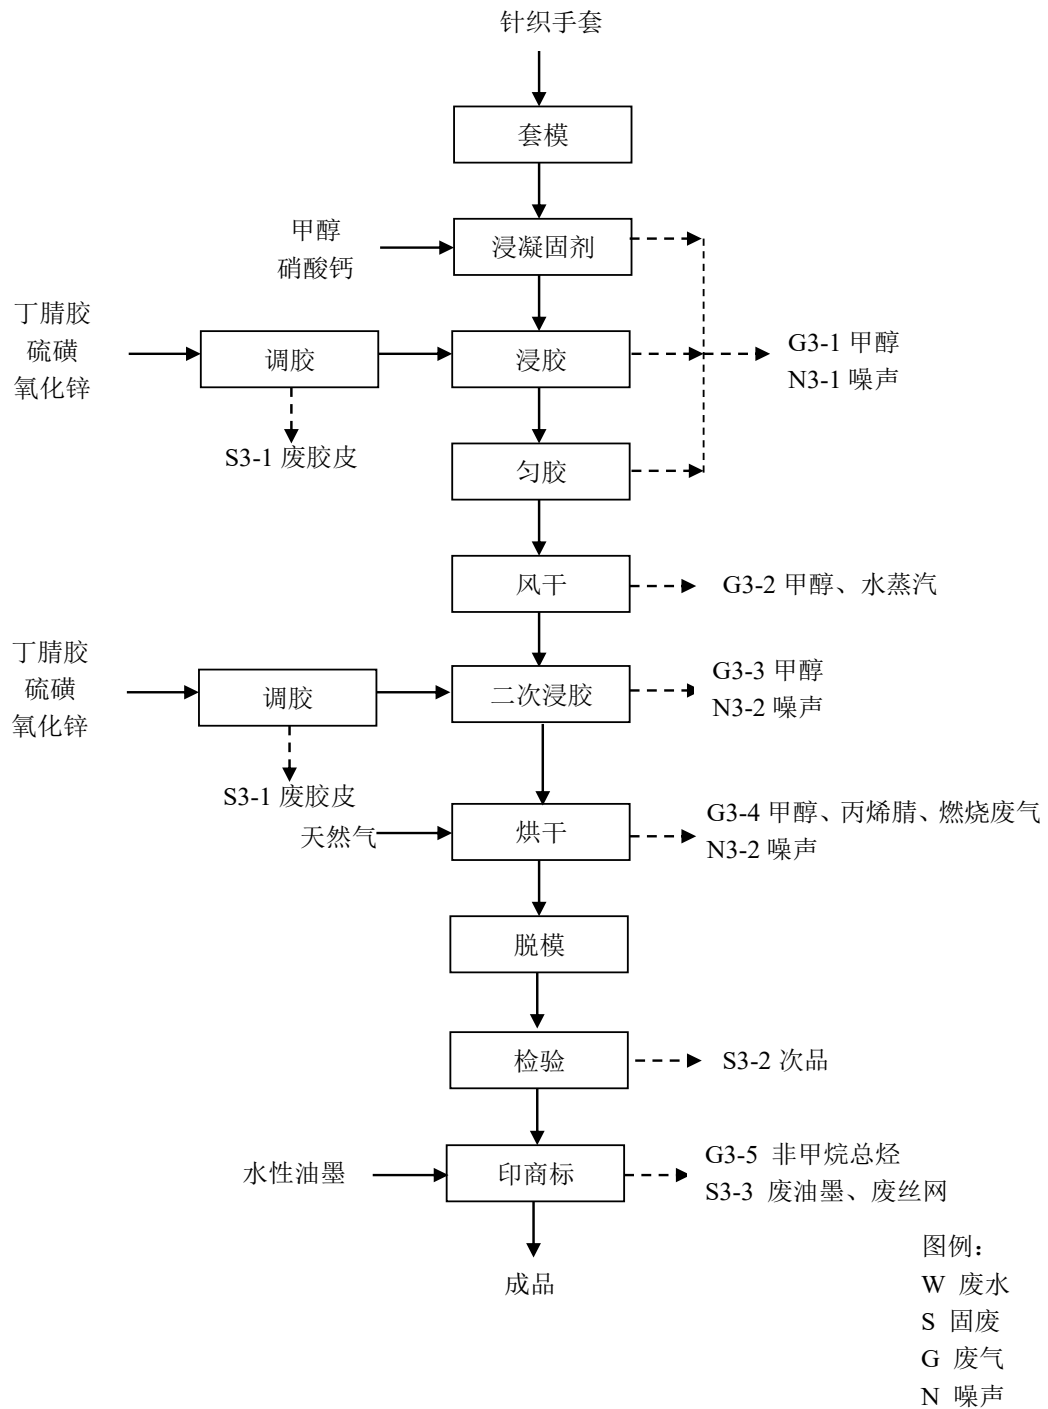 针织手套
套模
甲醇
硝酸钙
浸凝固剂
丁腈胶
硫磺
氧化锌
调胶
浸胶
G3-1 甲醇
N3-1 噪声
S3-1 废胶皮
匀胶
风干
G3-2 甲醇、水蒸汽
丁腈胶
硫磺
氧化锌
调胶
二次浸胶
G3-3 甲醇
N3-2 噪声
S3-1 废胶皮
天然气
烘干
G3-4 甲醇、丙烯腈、燃烧废气
N3-2 噪声
脱模
检验
S3-2 次品
水性油墨
印商标
G3-5 非甲烷总烃
S3-3 废油墨、废丝网
成品
图例：
W 废水
S 固废
G 废气
N 噪声